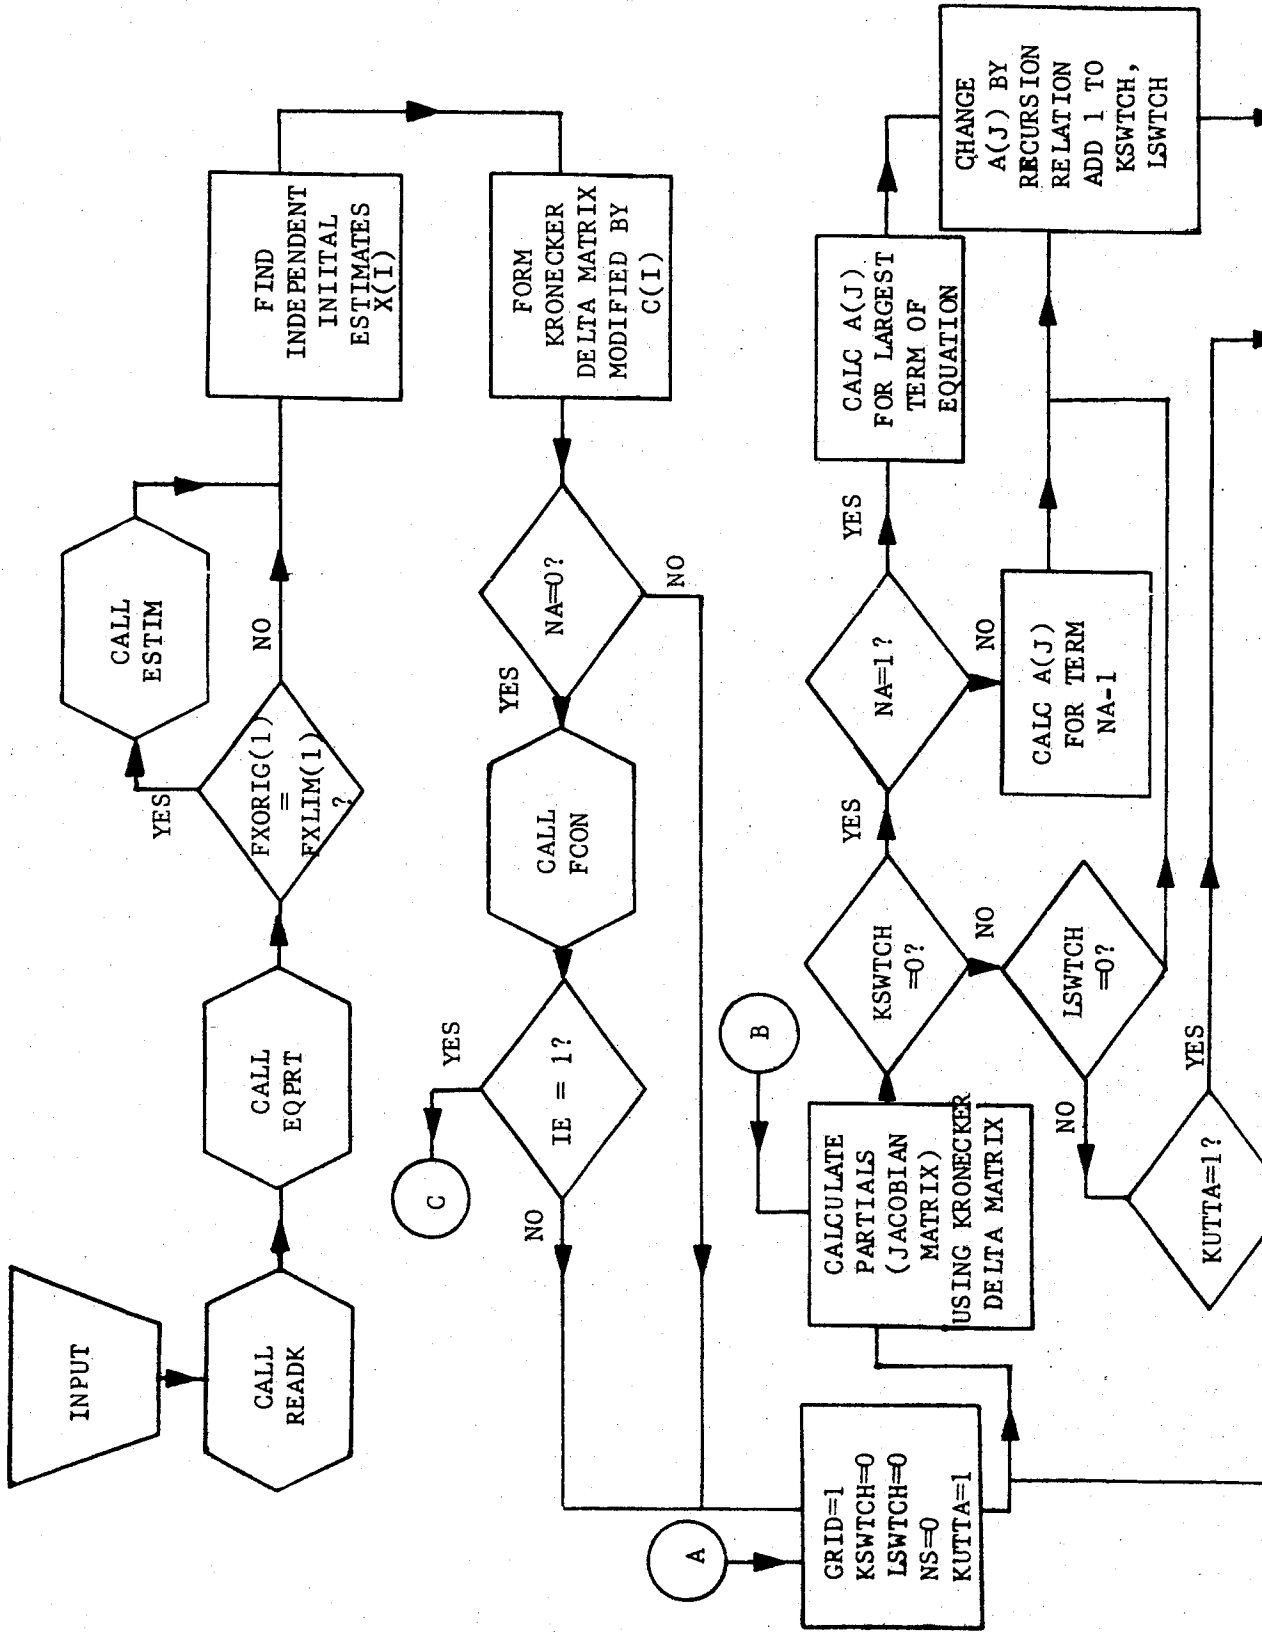 INPUT
CALL
READK
CALL
EQPRT
FXORIG(1)
=
FXLIM(1)
?
YES
NO
CALL
ESTIM
FIND
INDEPENDENT
INIITAL
ESTIMATES
X(I)
FORM
KRONECKER
DELTA MATRIX
MODIFIED BY
C(I)
NA=0?
YES
NO
CALL
FCON
IE = 1?
YES
NO
C
A
GRID=1
KSWTCH=0
LSWTCH=0
NS=0
KUTTA=1
B
CALCULATE
PARTIALS
(JACOBIAN
MATRIX)
USING KRONECKER
DELTA MATRIX
KSWTCH
=0?
YES
NO
NA=1?
YES
NO
CALC A(J)
FOR LARGEST
TERM OF
EQUATION
CALC A(J)
FOR TERM
NA-1
CHANGE
A(J) BY
RECURSION
RELATION
ADD 1 TO
KSWTCH,
LSWTCH
LSWTCH
=0?
NO
KUTTA=1?
YES